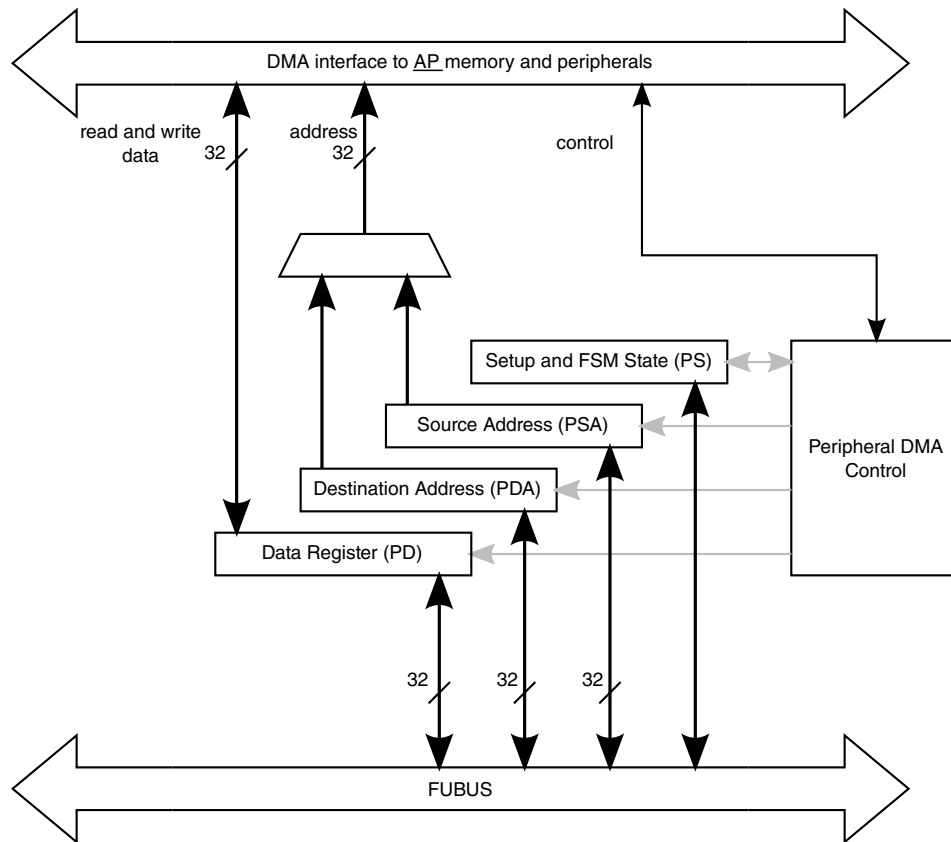 DMA interface to AP memory and peripherals
read and write
data
32
address
32
control
Setup and FSM State (PS)
Source Address (PSA)
Peripheral DMA
Control
Destination Address (PDA)
Data Register (PD)
32
32
32
FUBUS